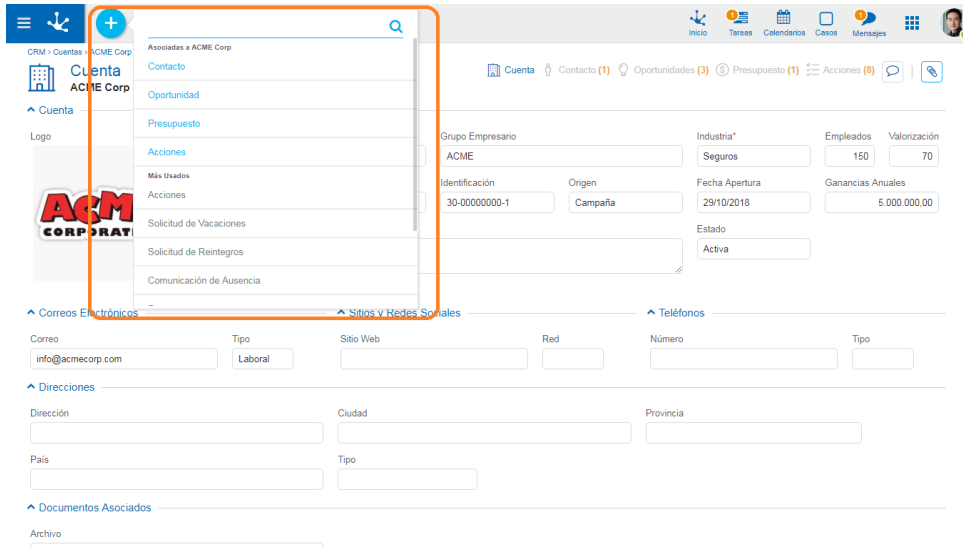 1
1
Inicio
Tareas
Calendarios
Casos
Mensajes
CRM › Cuentas › ACME Corp
Cuenta
ACME Corp
Asociadas a ACME Corp
Contacto
Oportunidad
Presupuesto
Acciones
Más Usados
Acciones
Solicitud de Vacaciones
Solicitud de Reintegros
Comunicación de Ausencia
Cuenta
Contacto (1)
Oportunidades (3)
Presupuesto (1)
Acciones (8)
Cuenta
Logo
ACME
CORPORATI
Grupo Empresario
Industria*
Empleados
Valorización
ACME
Seguros
150
70
Identificación
Origen
Fecha Apertura
Ganancias Anuales
30-00000000-1
Campaña
29/10/2018
5.000.000,00
Estado
Activa
Correos Electrónicos
Sitios y Redes Sociales
Teléfonos
Correo
Tipo
Sitio Web
Red
Número
Tipo
info@acmecorp.com
Laboral
Direcciones
Dirección
Ciudad
Provincia
País
Tipo
Documentos Asociados
Archivo